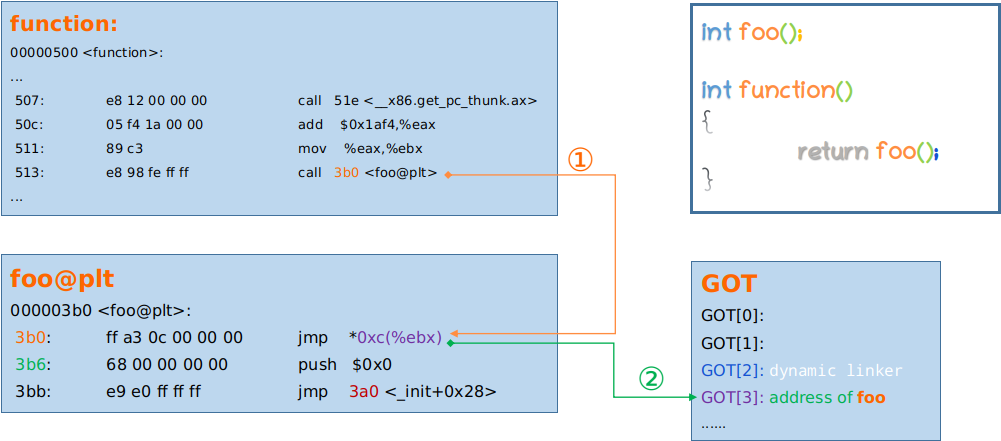 function:
00000500 <function>:
...
507: e8 12 00 00 00 call 51e <__x86.get_pc_thunk.ax>
50c: 05 f4 1a 00 00 add $0x1af4,%eax
511: 89 c3 mov %eax,%ebx
513: e8 98 fe ff ff call 3b0 <foo@plt>
...
①
int foo();
int function()
{
return foo();
}
foo@plt
000003b0 <foo@plt>:
3b0: ff a3 0c 00 00 00 jmp *0xc(%ebx)
3b6: 68 00 00 00 00 push $0x0
3bb: e9 e0 ff ff ff jmp 3a0 <_init+0x28>
②
GOT
GOT[0]:
GOT[1]:
GOT[2]: dynamic linker
GOT[3]: address of foo
......